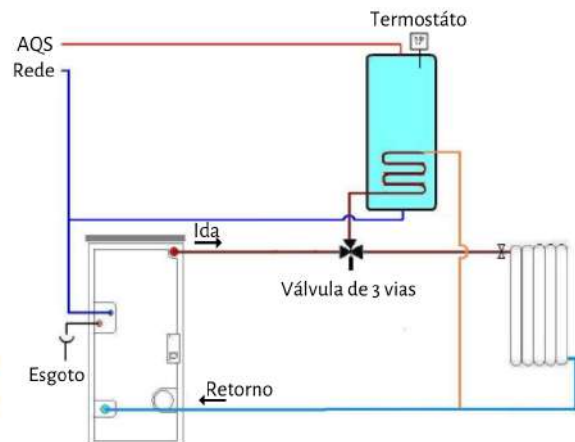 Termostáto
AQS
Rede
Ida
Válvula de 3 vias
Esgoto
Retorno